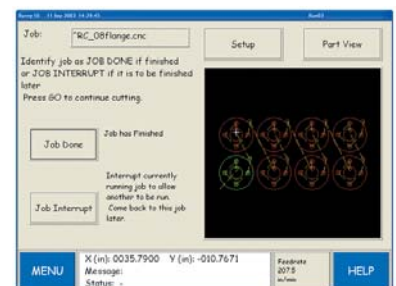 Job:
"RC_08flange.cnc
Setup
Part View
Identify job as JOB DONE if finished
or JOB INTERRUPT if it is to be finished
later
Press GO to continue cutting.
Job Done
Job has Finished
Job Interrupt
Interrupt currently
running job to allow
another to be run.
Come back to this job
later.
MENU
X (in): 0035.7900 Y (in): -010.7671
Message:
Status: -
Feedrate
207.5
HELP